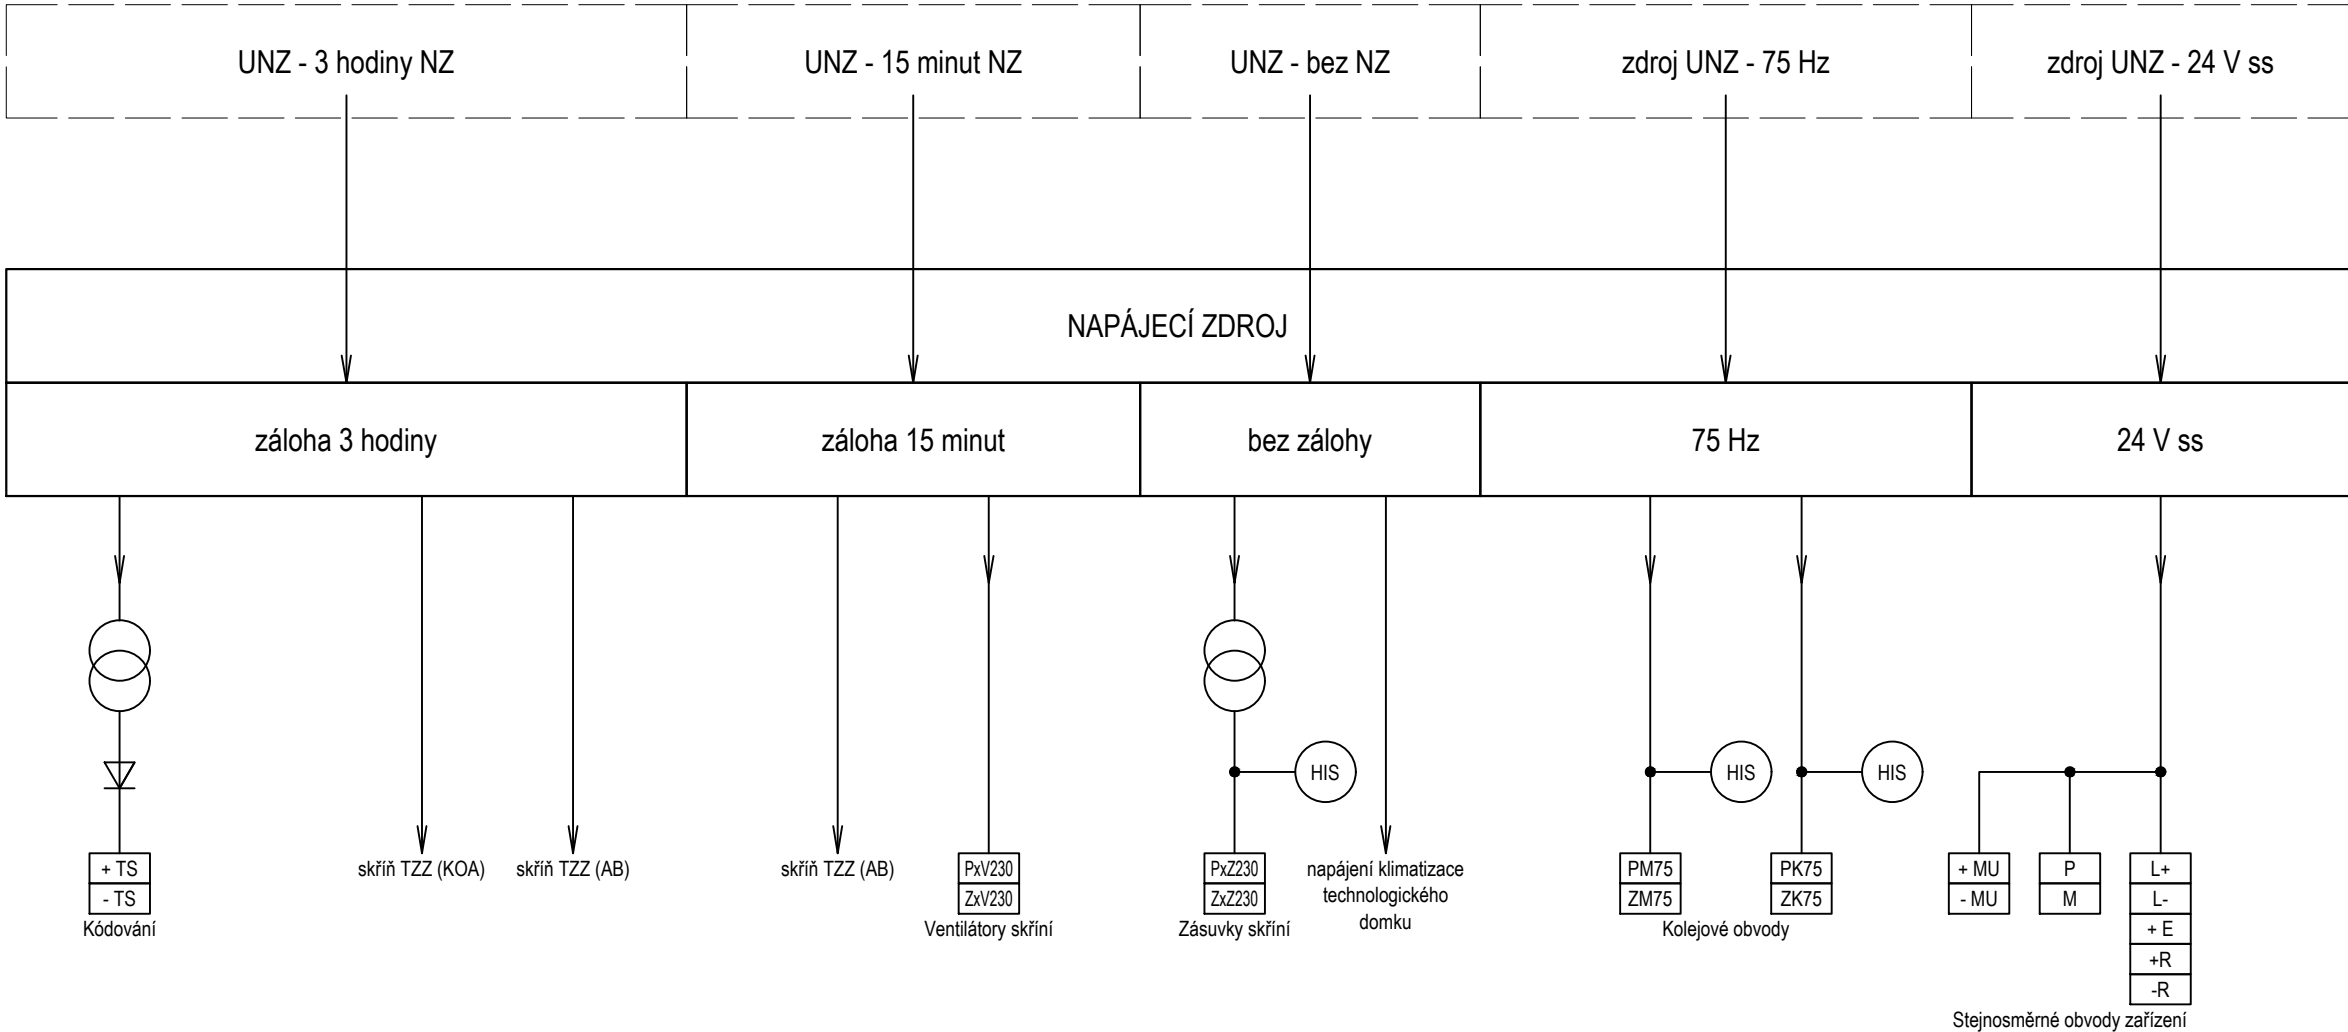 UNZ - 3 hodiny NZ
UNZ - 15 minut NZ
UNZ - bez NZ
zdroj UNZ - 75 Hz
zdroj UNZ - 24 V ss
NAPÁJECÍ ZDROJ
záloha 3 hodiny
záloha 15 minut
bez zálohy
75 Hz
24 V ss
HIS
HIS
HIS
+ TS
- TS
Kódování
skříň TZZ (KOA)
skříň TZZ (AB)
skříň TZZ (AB)
PxV230
ZxV230
Ventilátory skříní
PxZ230
ZxZ230
Zásuvky skříní
napájení klimatizace
technologického
domku
PM75
ZM75
PK75
ZK75
Kolejové obvody
+ MU
- MU
P
M
L+
L-
+ E
+R
-R
Stejnosměrné obvody zařízení